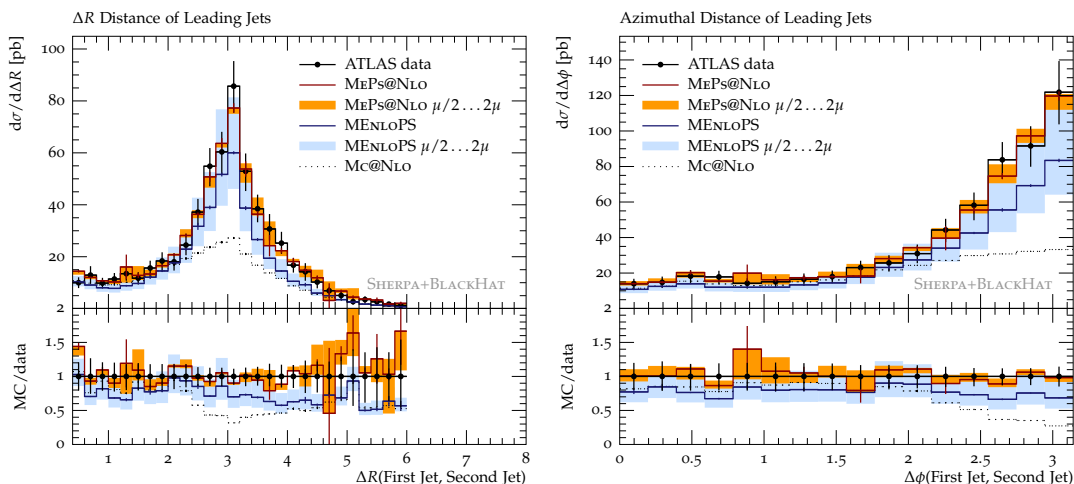 ΔR Distance of Leading Jets
dσ/dΔR [pb]
100
80
60
40
20
ATLAS data
MEPS@NLO
MEPS@NLO μ/2 . . . 2μ
MENLOPS
MENLOPS μ/2 . . . 2μ
MC@NLO
SHERPA+BLACKHAT
MC/data
2
1.5
1
0.5
0
1 2 3 4 5 6 7 8
ΔR(First Jet, Second Jet)
Azimuthal Distance of Leading Jets
dσ/dΔϕ [pb]
140
120
100
80
60
40
20
ATLAS data
MEPS@NLO
MEPS@NLO μ/2 . . . 2μ
MENLOPS
MENLOPS μ/2 . . . 2μ
MC@NLO
SHERPA+BLACKHAT
MC/data
2
1.5
1
0.5
0
0 0.5 1 1.5 2 2.5 3
Δϕ(First Jet, Second Jet)